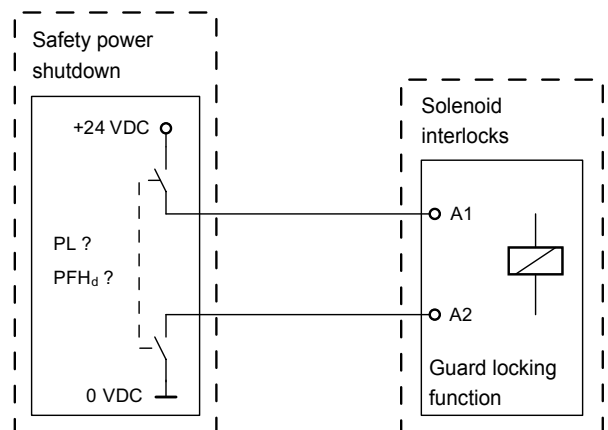 Safety power
shutdown
+24 VDC
PL ?
PFHd ?
0 VDC
Solenoid
interlocks
A1
A2
Guard locking
function